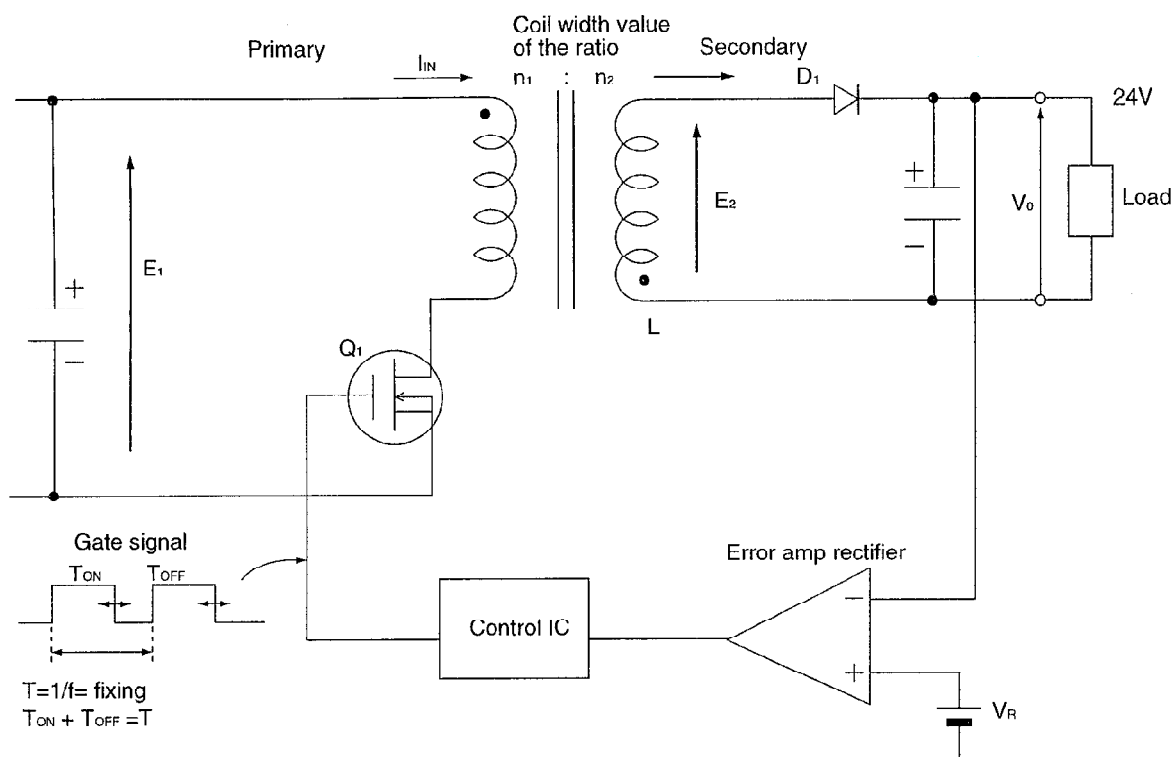 Coil width value
of the ratio
Primary
Secondary
IIN
n1 : n2
D1
24V
+
E1
−
E2
+
−
V0
Load
L
Q1
Gate signal
TON TOFF
Error amp rectifier
−
Control IC
+
T=1/f= fixing
TON + TOFF =T
VR